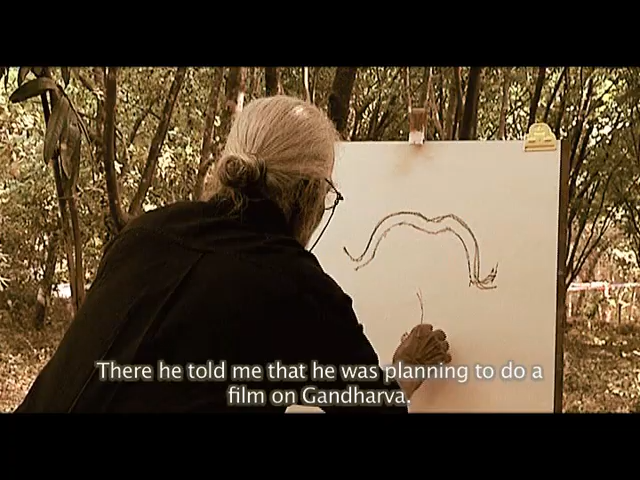 There he told me that he was planning to do a
film on Gandharva.